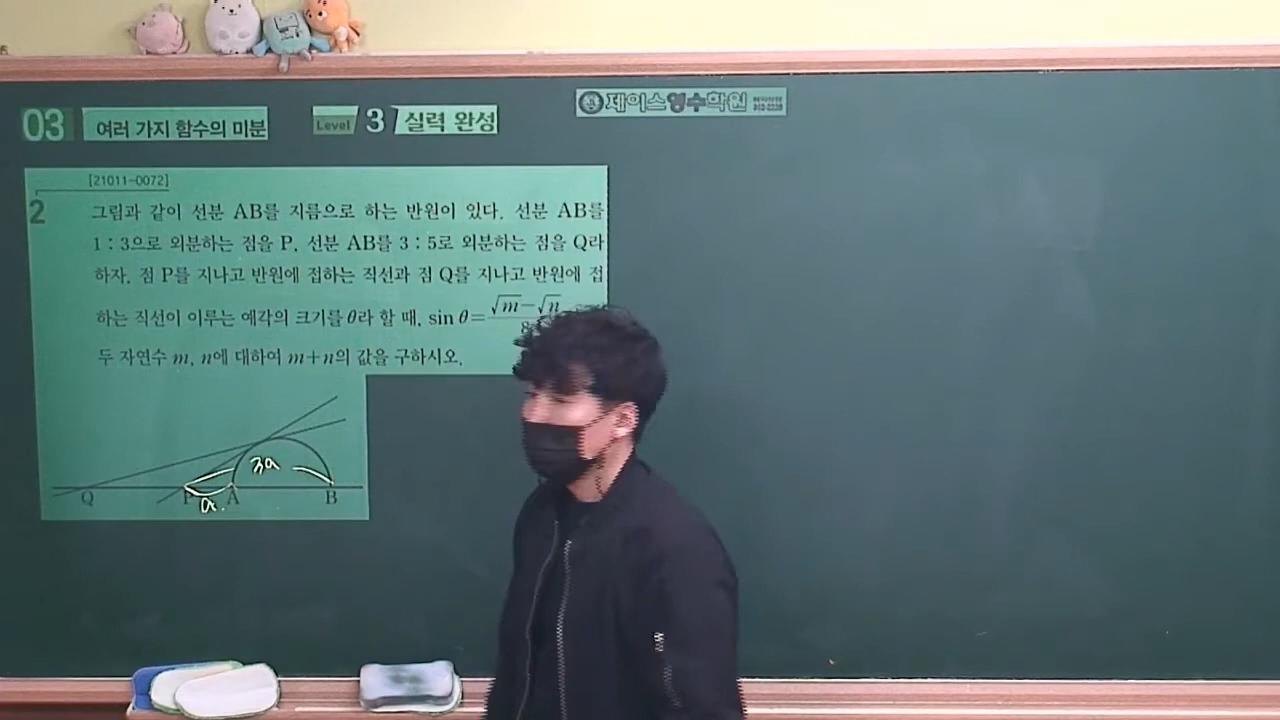 03 여러 가지 함수의 미분 Level 3 실력 완성
제이스영수학원
[21011-0072]
2 그림과 같이 선분 AB를 지름으로 하는 반원이 있다. 선분 AB를
1 : 3으로 외분하는 점을 P, 선분 AB를 3 : 5로 외분하는 점을 Q라
하자. 점 P를 지나고 반원에 접하는 직선과 점 Q를 지나고 반원에 접
하는 직선이 이루는 예각의 크기를 θ라 할 때, sin θ = (√m − √n)/8
두 자연수 m, n에 대하여 m+n의 값을 구하시오.
3a
Q P A B
a.